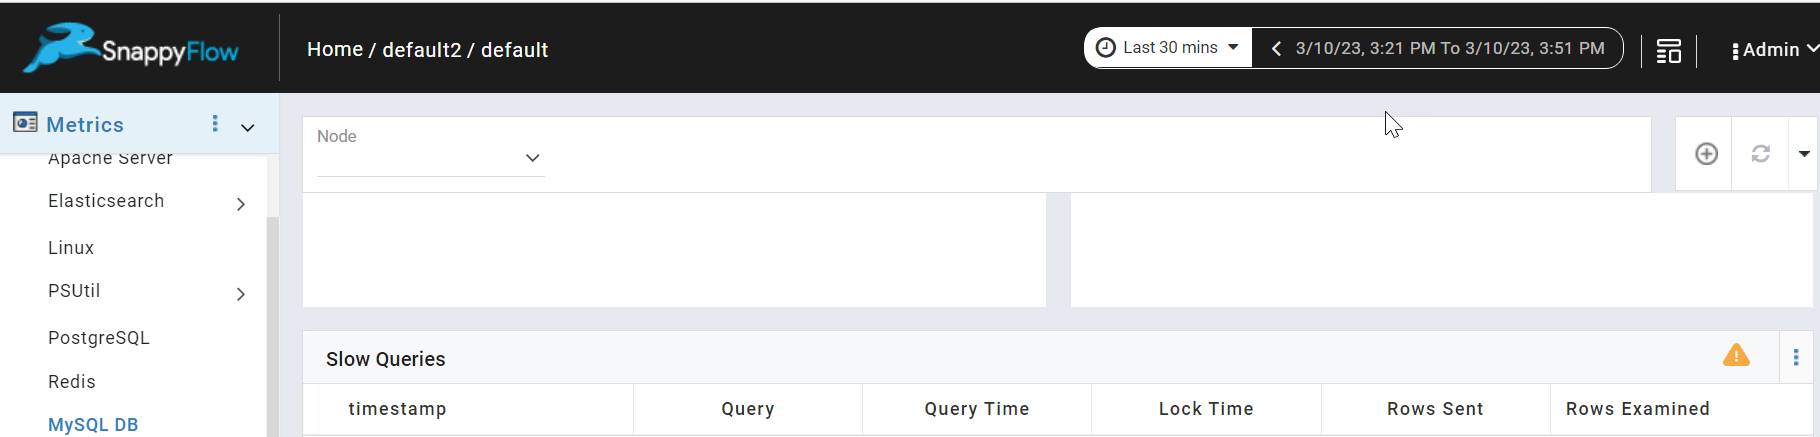 SnappyFlow
Home / default2 / default
Last 30 mins
3/10/23, 3:21 PM To 3/10/23, 3:51 PM
Admin
Metrics
Apache Server
Elasticsearch
Linux
PSUtil
PostgreSQL
Redis
MySQL DB
Node
Slow Queries
timestamp Query Query Time Lock Time Rows Sent Rows Examined